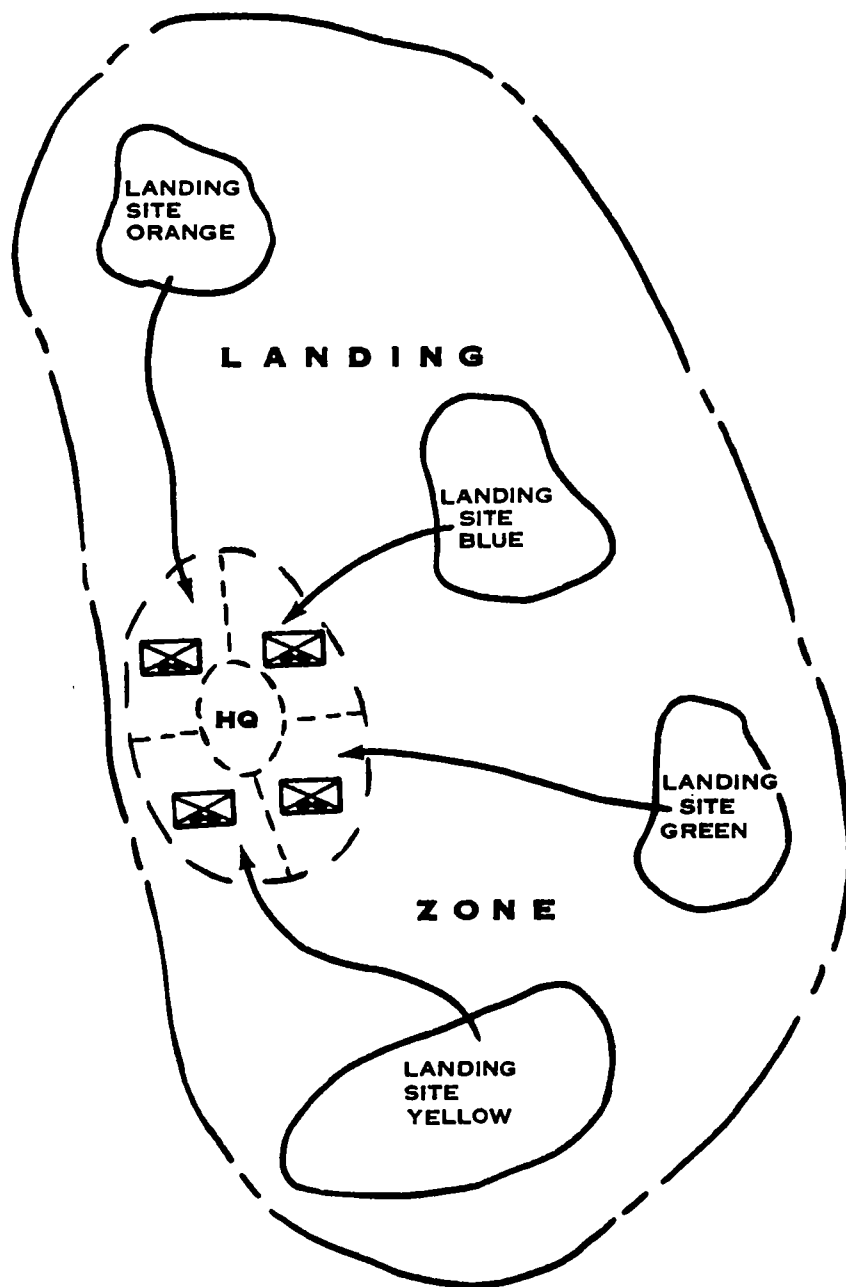 LANDING
SITE
ORANGE
LANDING
LANDING
SITE
BLUE
HQ
LANDING
SITE
GREEN
ZONE
LANDING
SITE
YELLOW